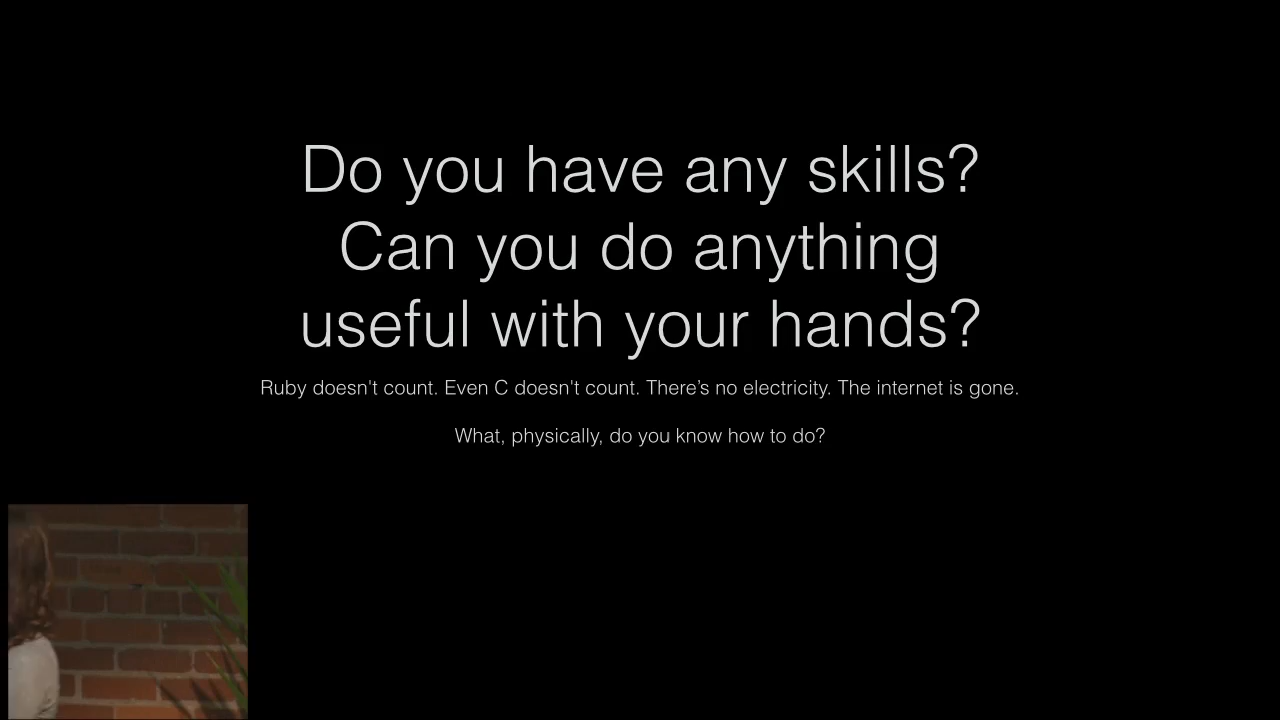 Do you have any skills?
Can you do anything
useful with your hands?
Ruby doesn't count. Even C doesn't count. There’s no electricity. The internet is gone.
What, physically, do you know how to do?